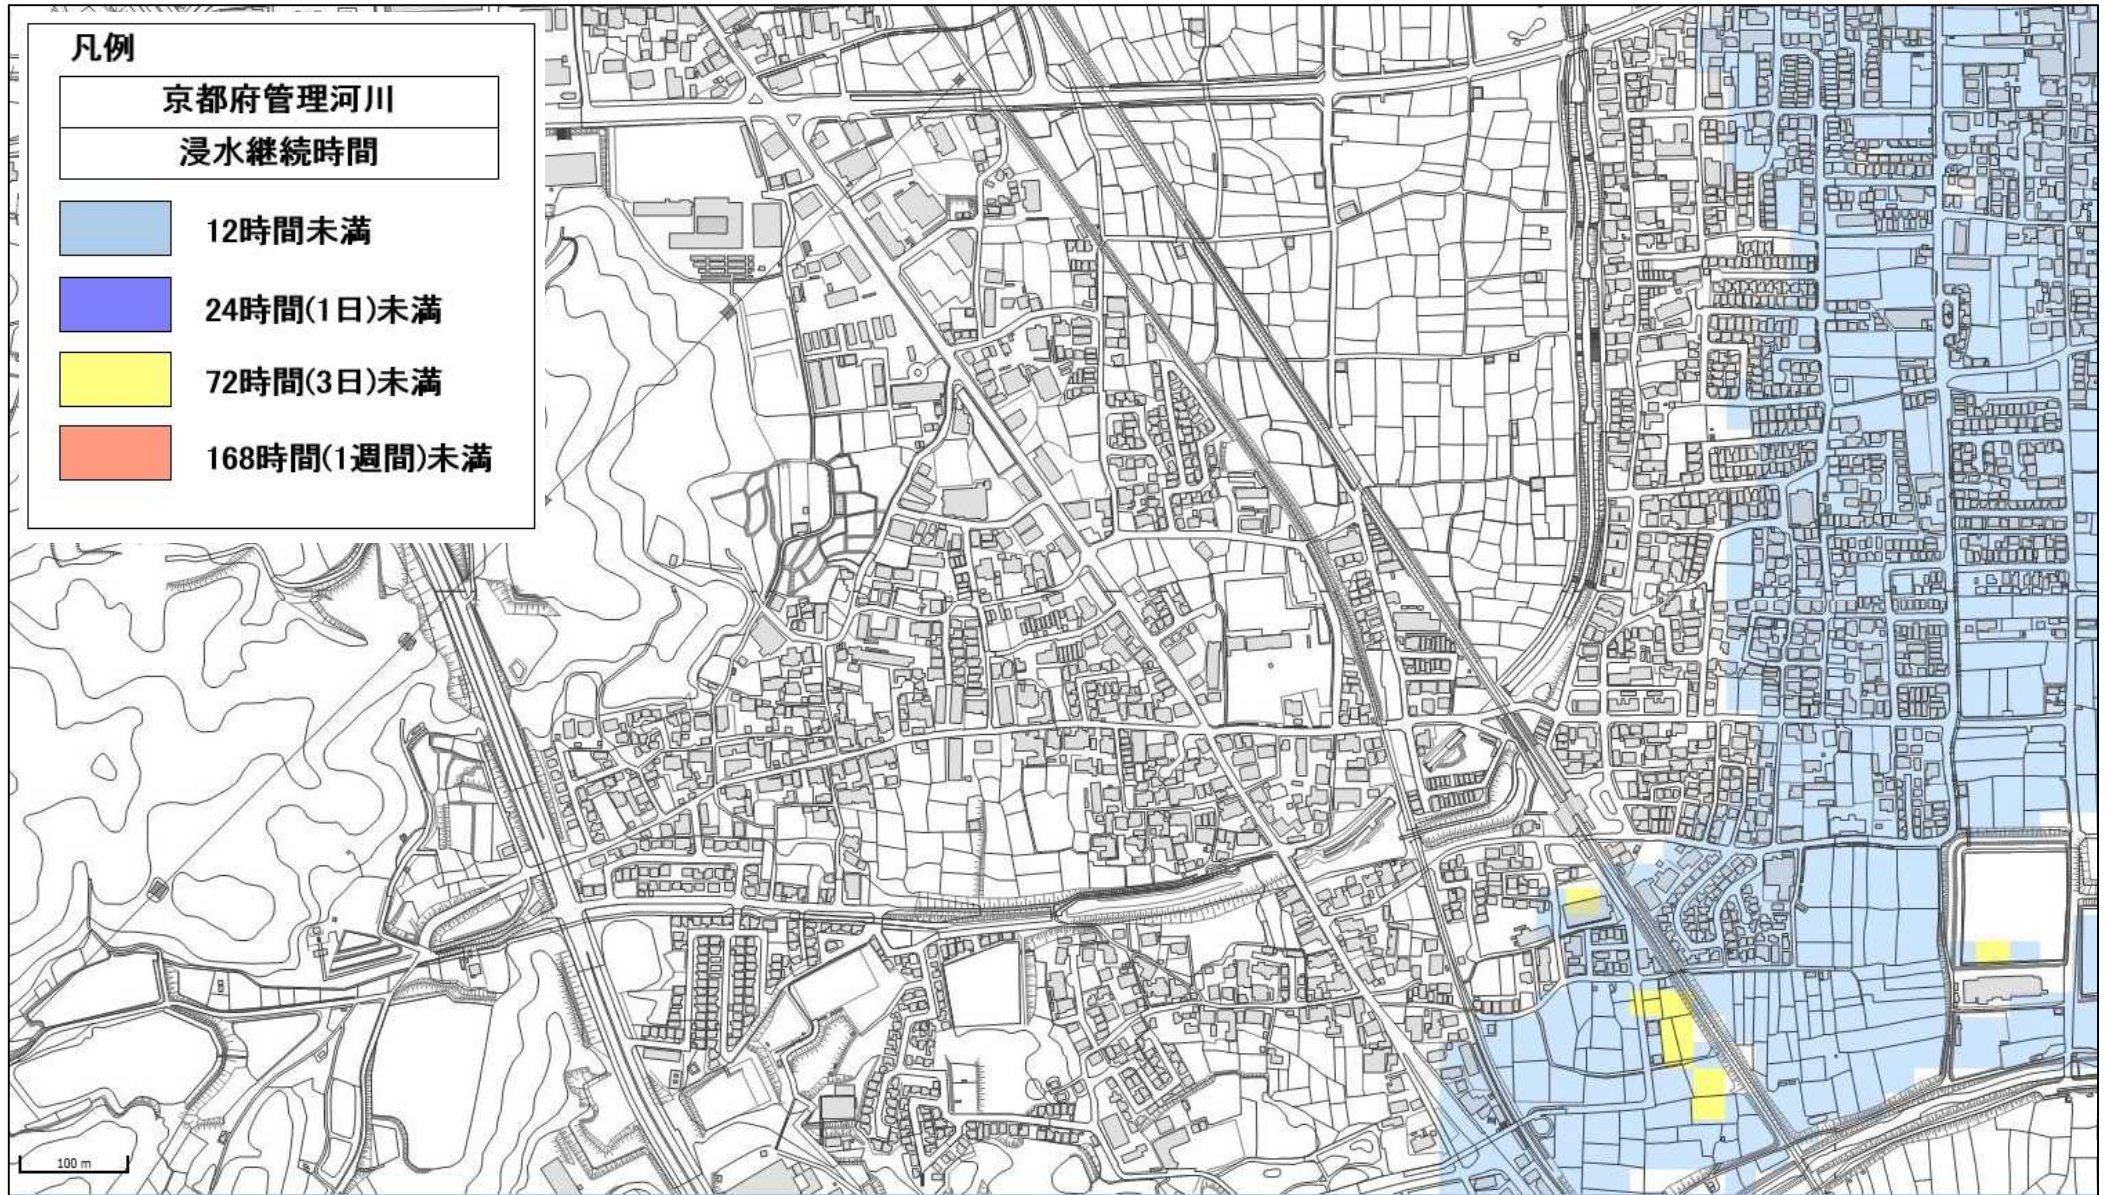 凡例
京都府管理河川
浸水継続時間
12時間未満
24時間(1日)未満
72時間(3日)未満
168時間(1週間)未満
100 m